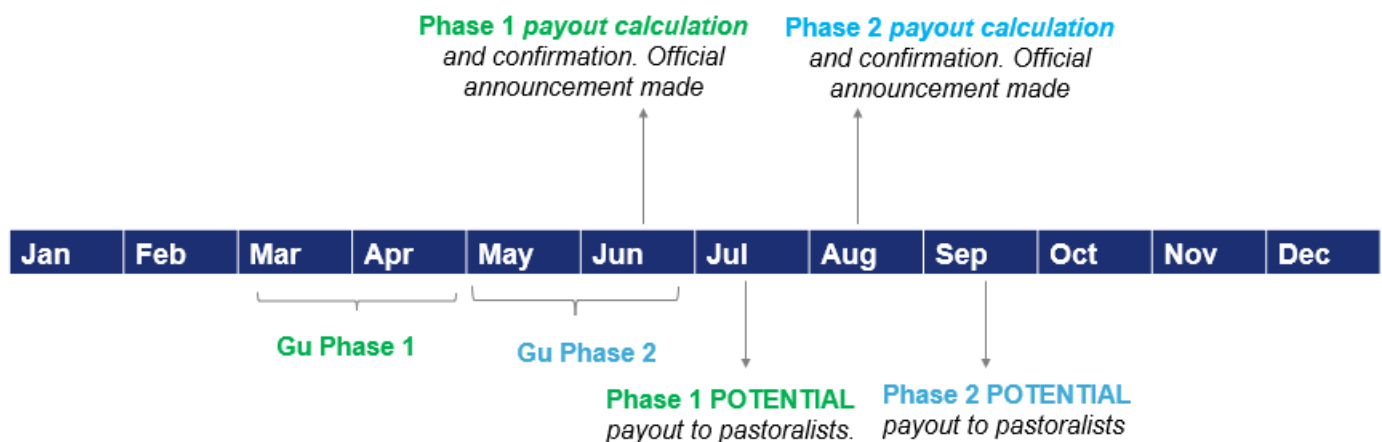 Phase 1 payout calculation
and confirmation. Official
announcement made
Phase 2 payout calculation
and confirmation. Official
announcement made
Jan Feb Mar Apr May Jun Jul Aug Sep Oct Nov Dec
Gu Phase 1
Gu Phase 2
Phase 1 POTENTIAL
payout to pastoralists.
Phase 2 POTENTIAL
payout to pastoralists